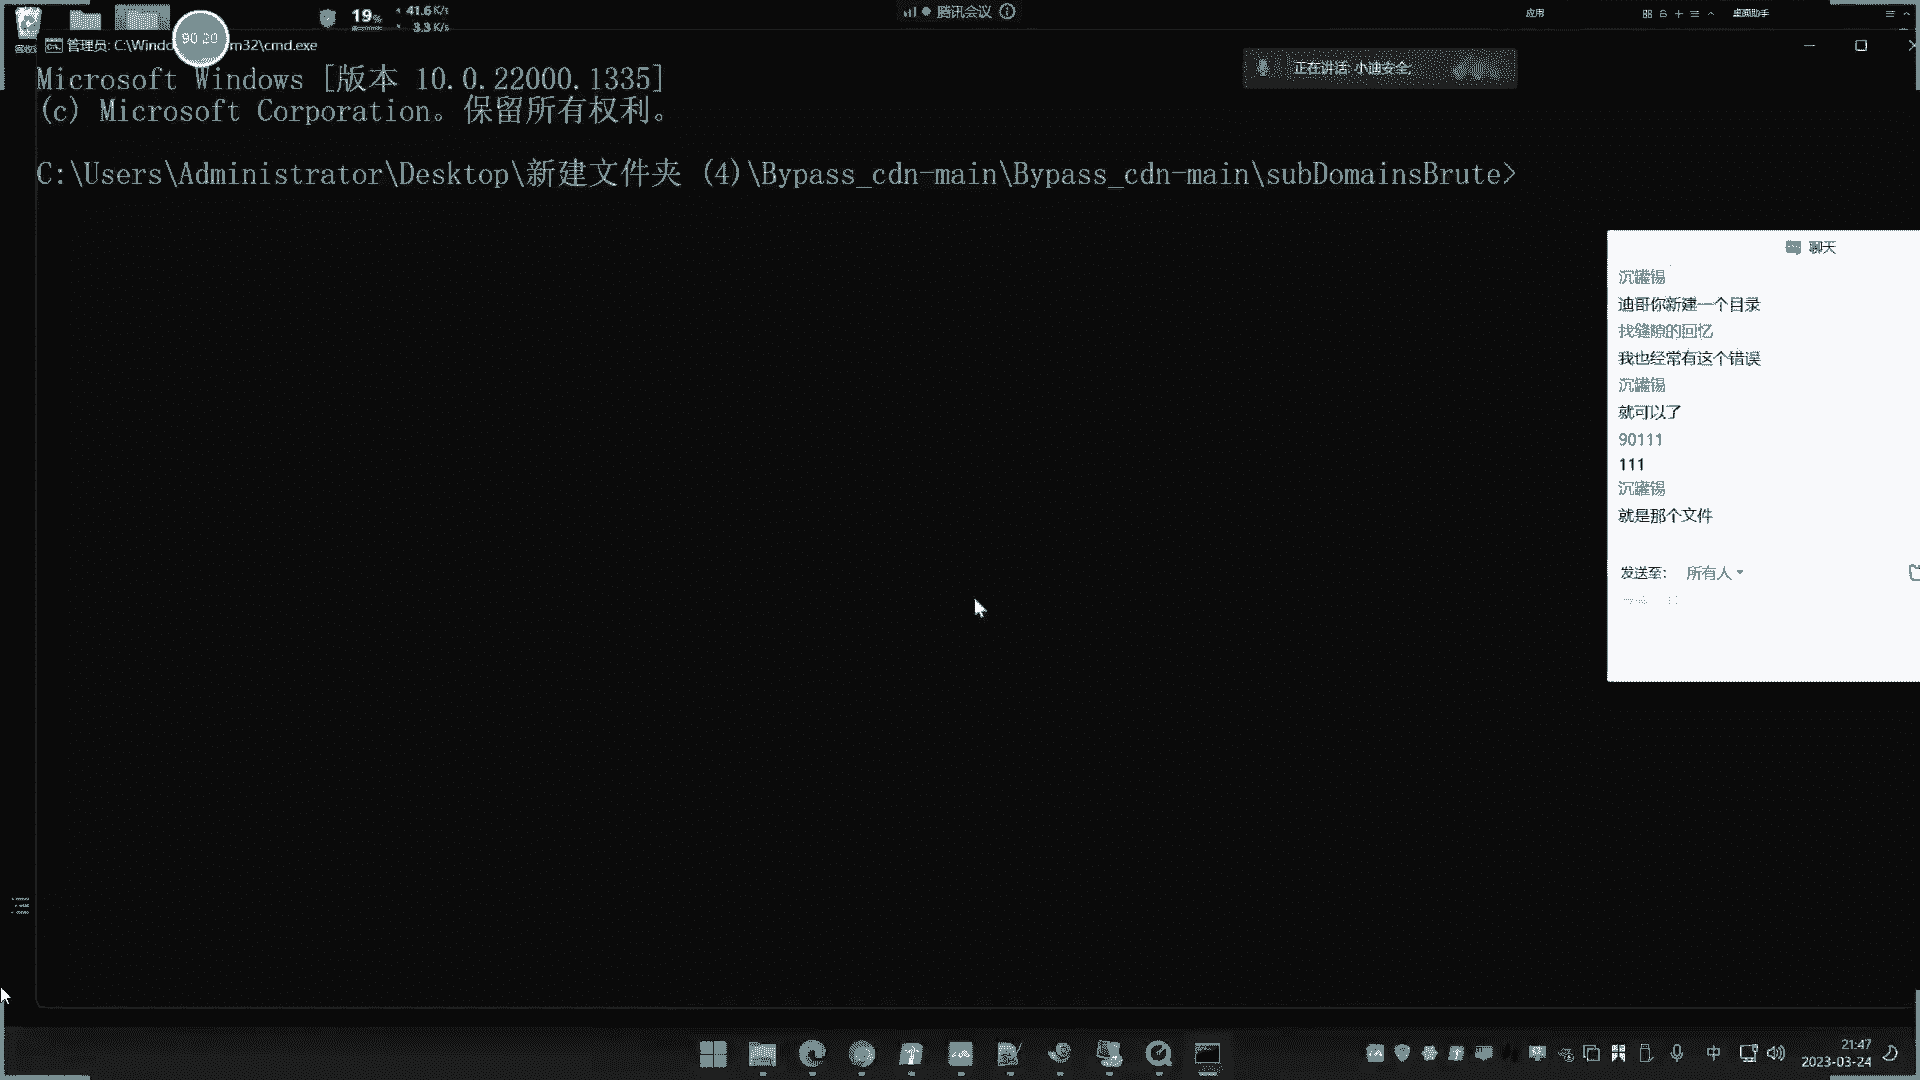 19%
41.6 K/s
3.3 K/s
腾讯会议
应用
桌面助手
管理员: C:\Windo
m32\cmd.exe
90:20
Microsoft Windows [版本 10.0.22000.1335]
(c) Microsoft Corporation。保留所有权利。
正在讲话: 小迪安全;
C:\Users\Administrator\Desktop\新建文件夹 (4)\Bypass_cdn-main\Bypass_cdn-main\subDomainsBrute>
聊天
沉罐锡
迪哥你新建一个目录
找缝隙的回忆
我也经常有这个错误
沉罐锡
就可以了
90111
111
沉罐锡
就是那个文件
发送至: 所有人
中
21:47
2023-03-24